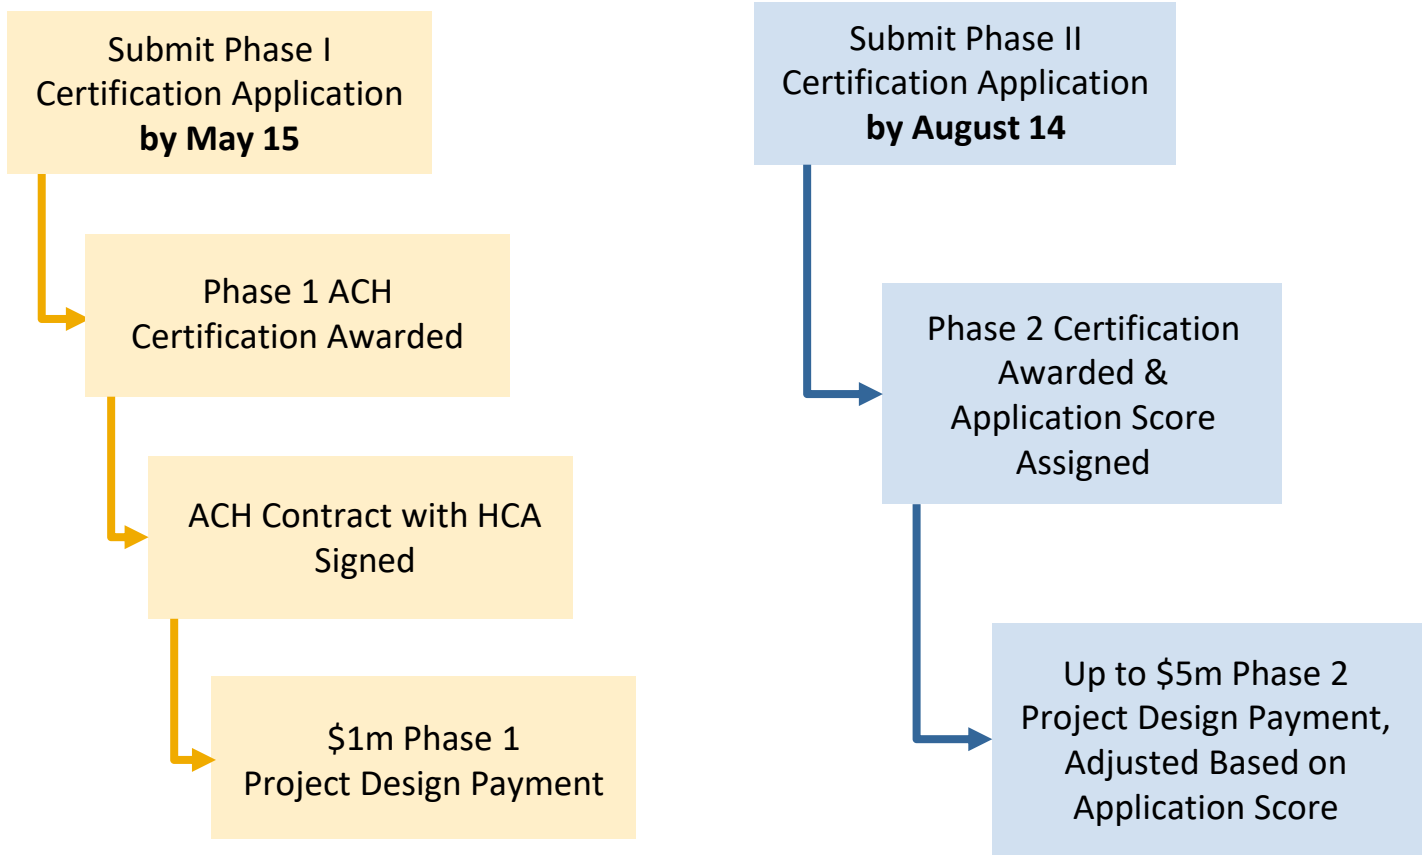 Submit Phase I
Certification Application
by May 15
Phase 1 ACH
Certification Awarded
ACH Contract with HCA
Signed
$1m Phase 1
Project Design Payment
Submit Phase II
Certification Application
by August 14
Phase 2 Certification
Awarded &
Application Score
Assigned
Up to $5m Phase 2
Project Design Payment,
Adjusted Based on
Application Score